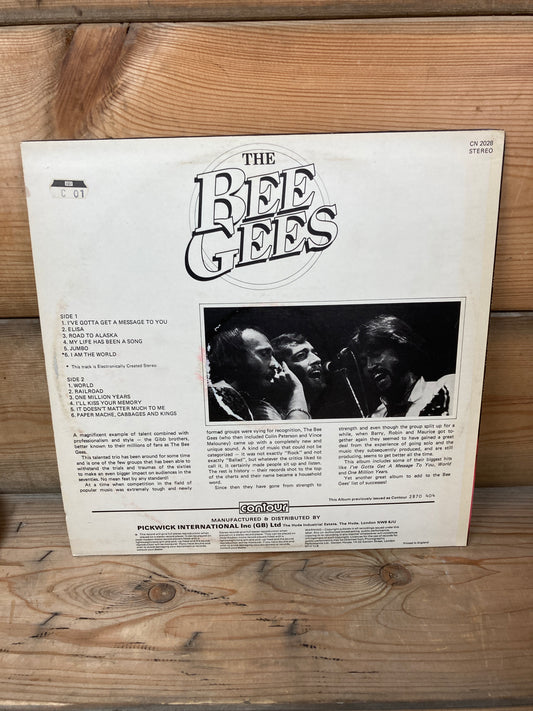 CN 2028
STEREO
C 01
THE
BEE
GEES
SIDE 1
1. I'VE GOTTA GET A MESSAGE TO YOU
2. ELISA
3. ROAD TO ALASKA
4. MY LIFE HAS BEEN A SONG
5. JUMBO
*6. I AM THE WORLD
* This track is Electronically Created Stereo
SIDE 2
1. WORLD
2. RAILROAD
3. ONE MILLION YEARS
4. I'LL KISS YOUR MEMORY
5. IT DOESN'T MATTER MUCH TO ME
6. PAPER MACHE, CABBAGES AND KINGS
A magnificent example of talent combined with
professionalism and style — the Gibb brothers,
better known to their millions of fans as The Bee
Gees.
This talented trio has been around for some time
and is one of the few groups that has been able to
withstand the trials and traumas of the sixties
to make an even bigger impact on audiences in the
seventies. No mean feat by any standard!
At a time when competition in the field of
popular music was extremely tough and newly
formed groups were vying for recognition, The Bee
Gees (who then included Colin Peterson and Vince
Melouney) came up with a completely new and
unique sound. A kind of music that could not be
categorized — it was not exactly "Rock" and not
exactly "Ballad", but whatever the critics liked to
call it, it certainly made people sit up and listen.
The rest is history — their records shot to the top
of the charts and their name became a household
word.
Since then they have gone from strength to
strength and even though the group split up for a
while, when Barry, Robin and Maurice got to-
gether again they seemed to have gained a great
deal from the experience of going solo and the
music they subsequently produced, and are still
producing, seems to get better all the time.
This album includes some of their biggest hits
like I've Gotta Get A Message To You, World
and One Million Years.
Yet another great album to add to the Bee
Gees' list of successes!
contour
This Album previously issued as Contour 2870 404
MANUFACTURED & DISTRIBUTED BY
PICKWICK INTERNATIONAL Inc (GB) Ltd The Hyde Industrial Estate, The Hyde, London NW9 6JU
Printed in England